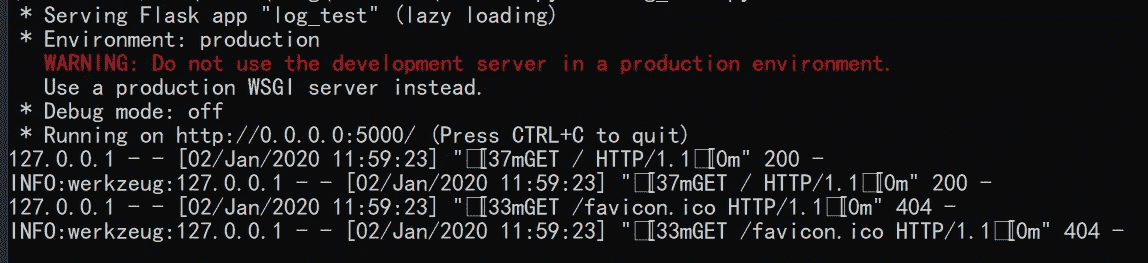 * Serving Flask app "log_test" (lazy loading)
* Environment: production
WARNING: Do not use the development server in a production environment.
Use a production WSGI server instead.
* Debug mode: off
* Running on http://0.0.0.0:5000/ (Press CTRL+C to quit)
127.0.0.1 - - [02/Jan/2020 11:59:23] "□[37mGET / HTTP/1.1□[0m" 200 -
INFO:werkzeug:127.0.0.1 - - [02/Jan/2020 11:59:23] "□[37mGET / HTTP/1.1□[0m" 200 -
127.0.0.1 - - [02/Jan/2020 11:59:23] "□[33mGET /favicon.ico HTTP/1.1□[0m" 404 -
INFO:werkzeug:127.0.0.1 - - [02/Jan/2020 11:59:23] "□[33mGET /favicon.ico HTTP/1.1□[0m" 404 -